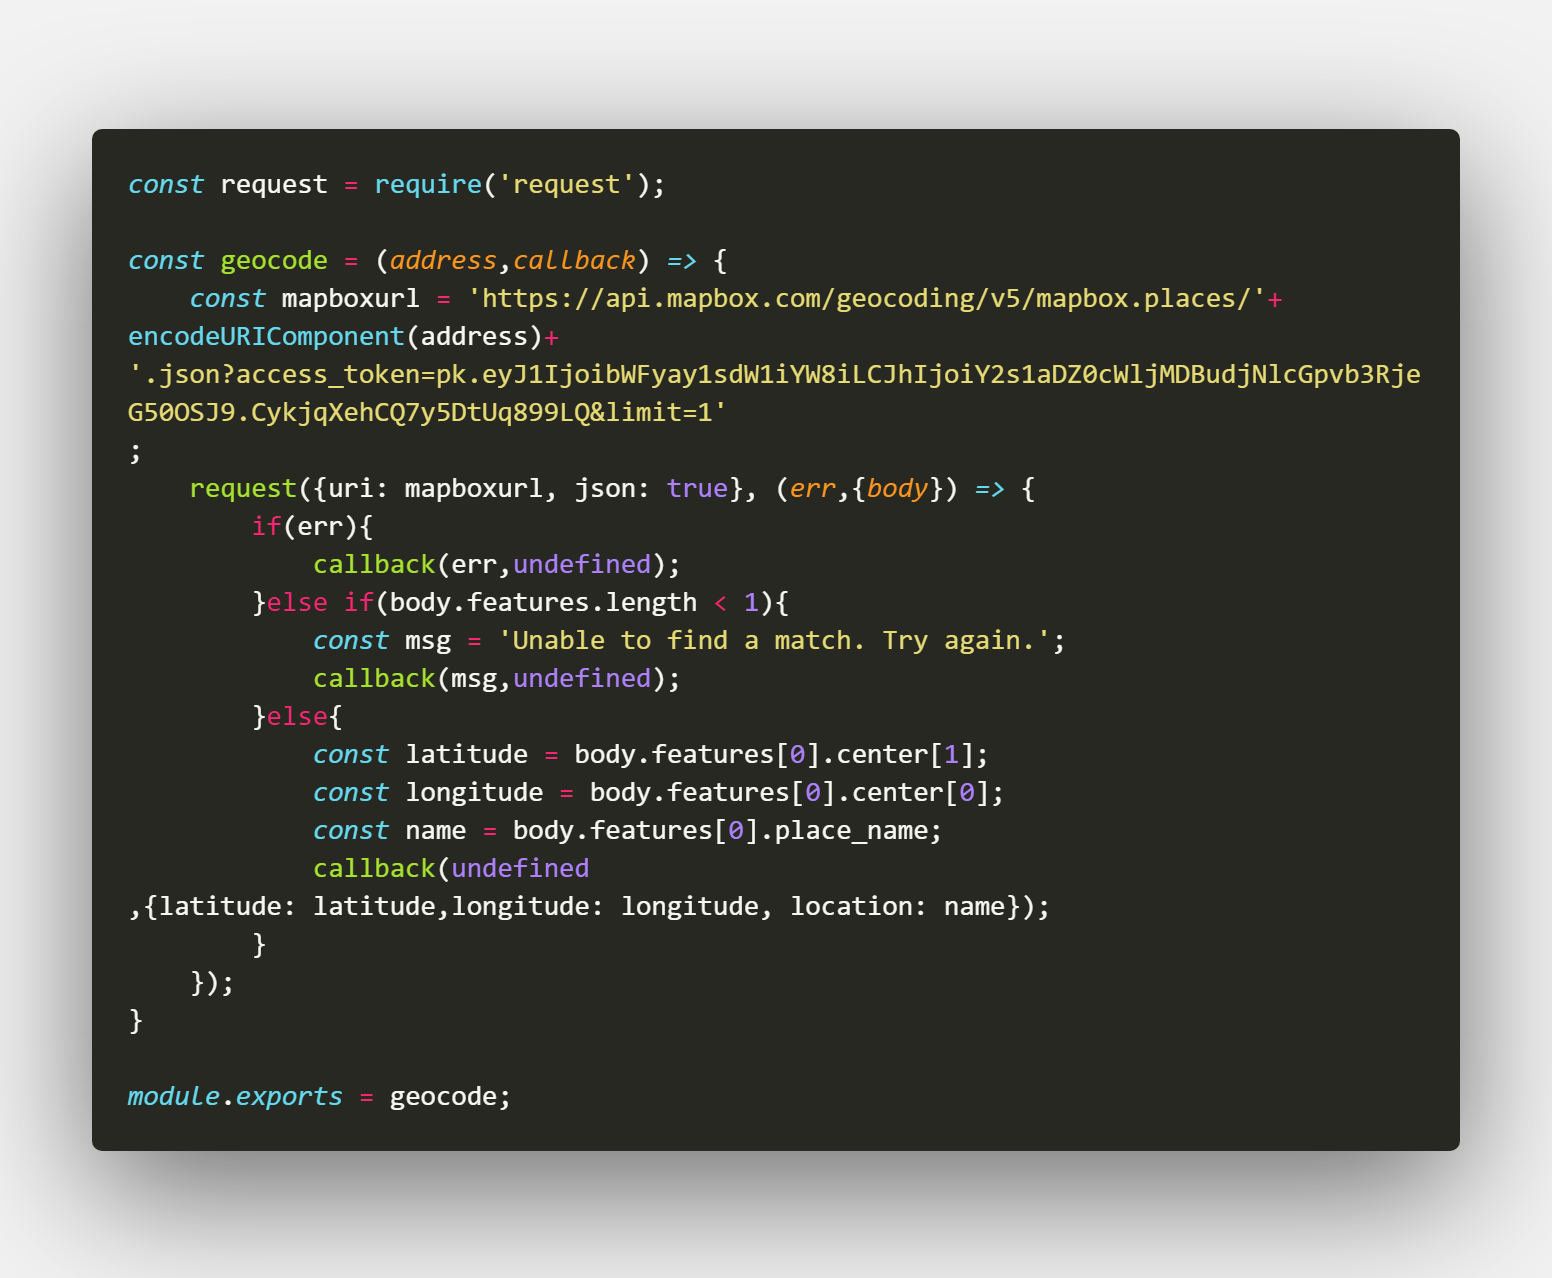 const request = require('request');
const geocode = (address,callback) => {
const mapboxurl = 'https://api.mapbox.com/geocoding/v5/mapbox.places/'+
encodeURIComponent(address)+
'.json?access_token=pk.eyJ1IjoibWFyay1sdW1iYW8iLCJhIjoiY2s1aDZ0cWljMDBudjNlcGpvb3Rje
G50OSJ9.CykjqXehCQ7y5DtUq899LQ&limit=1'
;
request({uri: mapboxurl, json: true}, (err,{body}) => {
if(err){
callback(err,undefined);
}else if(body.features.length < 1){
const msg = 'Unable to find a match. Try again.';
callback(msg,undefined);
}else{
const latitude = body.features[0].center[1];
const longitude = body.features[0].center[0];
const name = body.features[0].place_name;
callback(undefined
,{latitude: latitude,longitude: longitude, location: name});
}
});
}
module.exports = geocode;